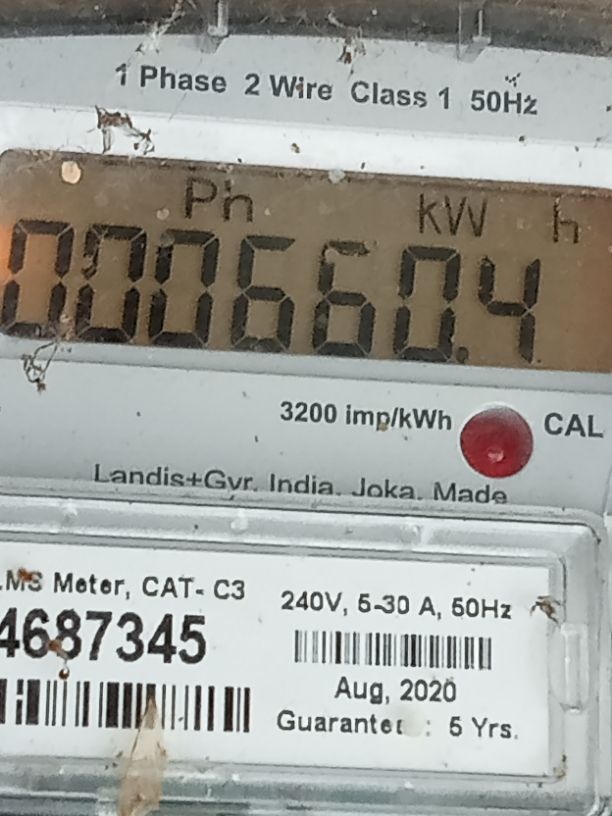 1 Phase 2 Wire Class 1 50Hz
Ph kW h
000660.4
3200 imp/kWh CAL
Landis+Gyr, India, Joka, Made
MS Meter, CAT- C3
4687345
240V, 5-30 A, 50Hz
Aug, 2020
Guarantee : 5 Yrs.